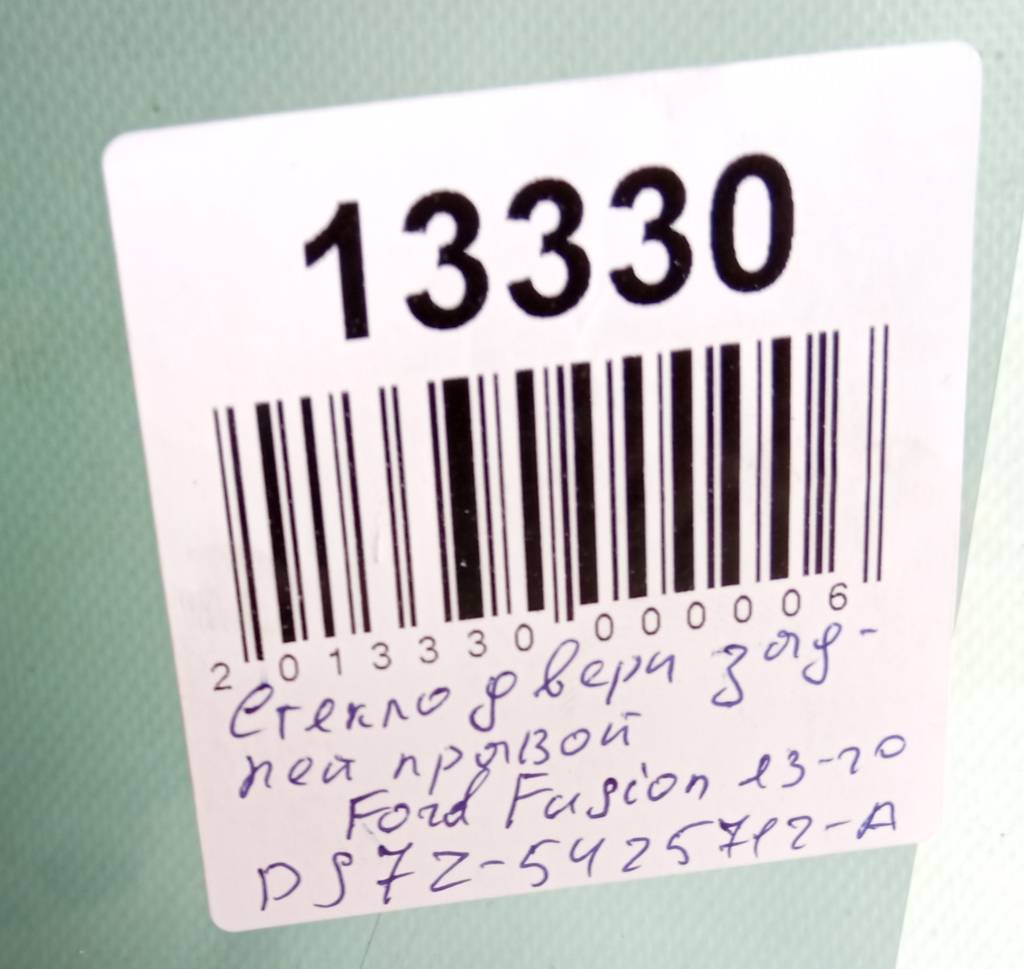 13330
2013330000006
Стекло двери зад-
ней правой
Ford Fusion 13-20
DS7Z-5425712-A